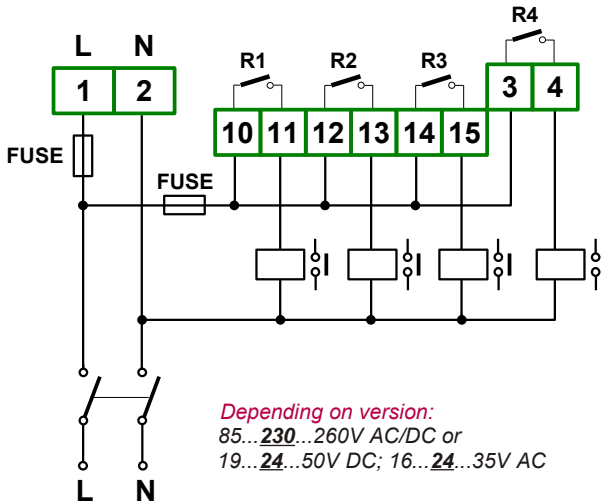 L N
R1 R2 R3 R4
1 2
3 4
10 11 12 13 14 15
FUSE
FUSE
Depending on version:
85...230...260V AC/DC or
19...24...50V DC; 16...24...35V AC
L N